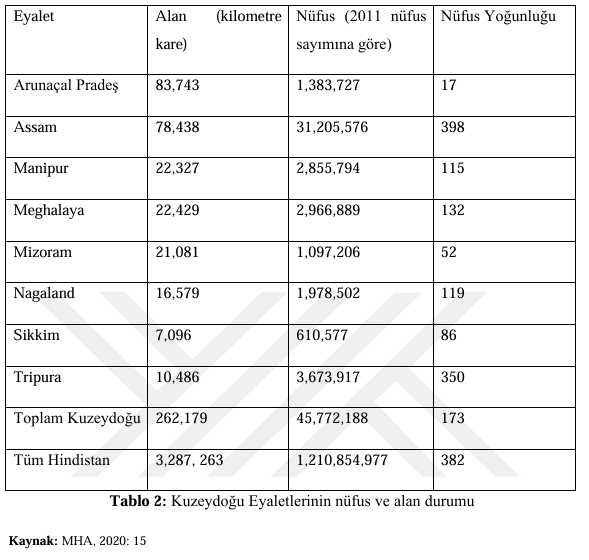 Eyalet Alan (kilometre kare) Nüfus (2011 nüfus sayımına göre) Nüfus Yoğunluğu
Arunaçal Pradeş 83,743 1,383,727 17
Assam 78,438 31,205,576 398
Manipur 22,327 2,855,794 115
Meghalaya 22,429 2,966,889 132
Mizoram 21,081 1,097,206 52
Nagaland 16,579 1,978,502 119
Sikkim 7,096 610,577 86
Tripura 10,486 3,673,917 350
Toplam Kuzeydoğu 262,179 45,772,188 173
Tüm Hindistan 3,287, 263 1,210,854,977 382
Tablo 2: Kuzeydoğu Eyaletlerinin nüfus ve alan durumu
Kaynak: MHA, 2020: 15